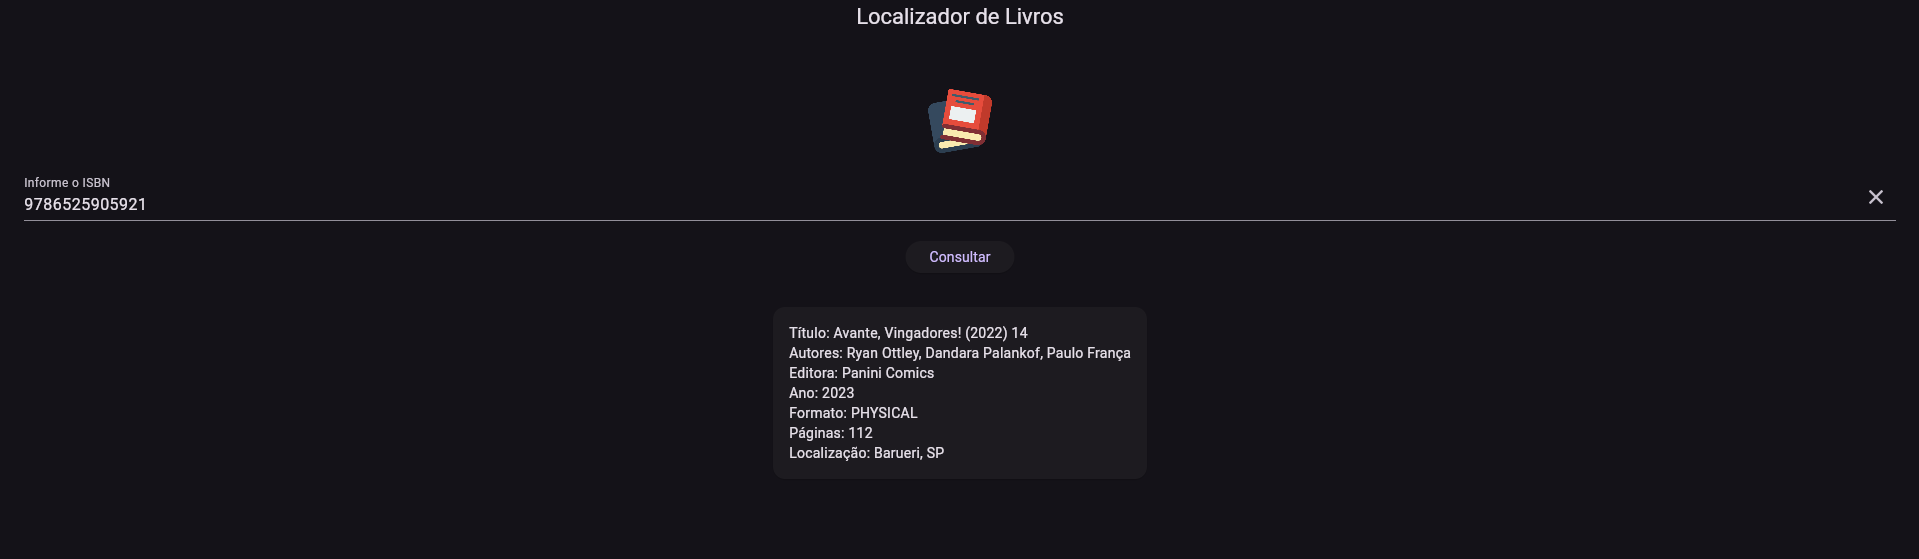 Localizador de Livros
Informe o ISBN
9786525905921
Consultar
Título: Avante, Vingadores! (2022) 14
Autores: Ryan Ottley, Dandara Palankof, Paulo França
Editora: Panini Comics
Ano: 2023
Formato: PHYSICAL
Páginas: 112
Localização: Barueri, SP